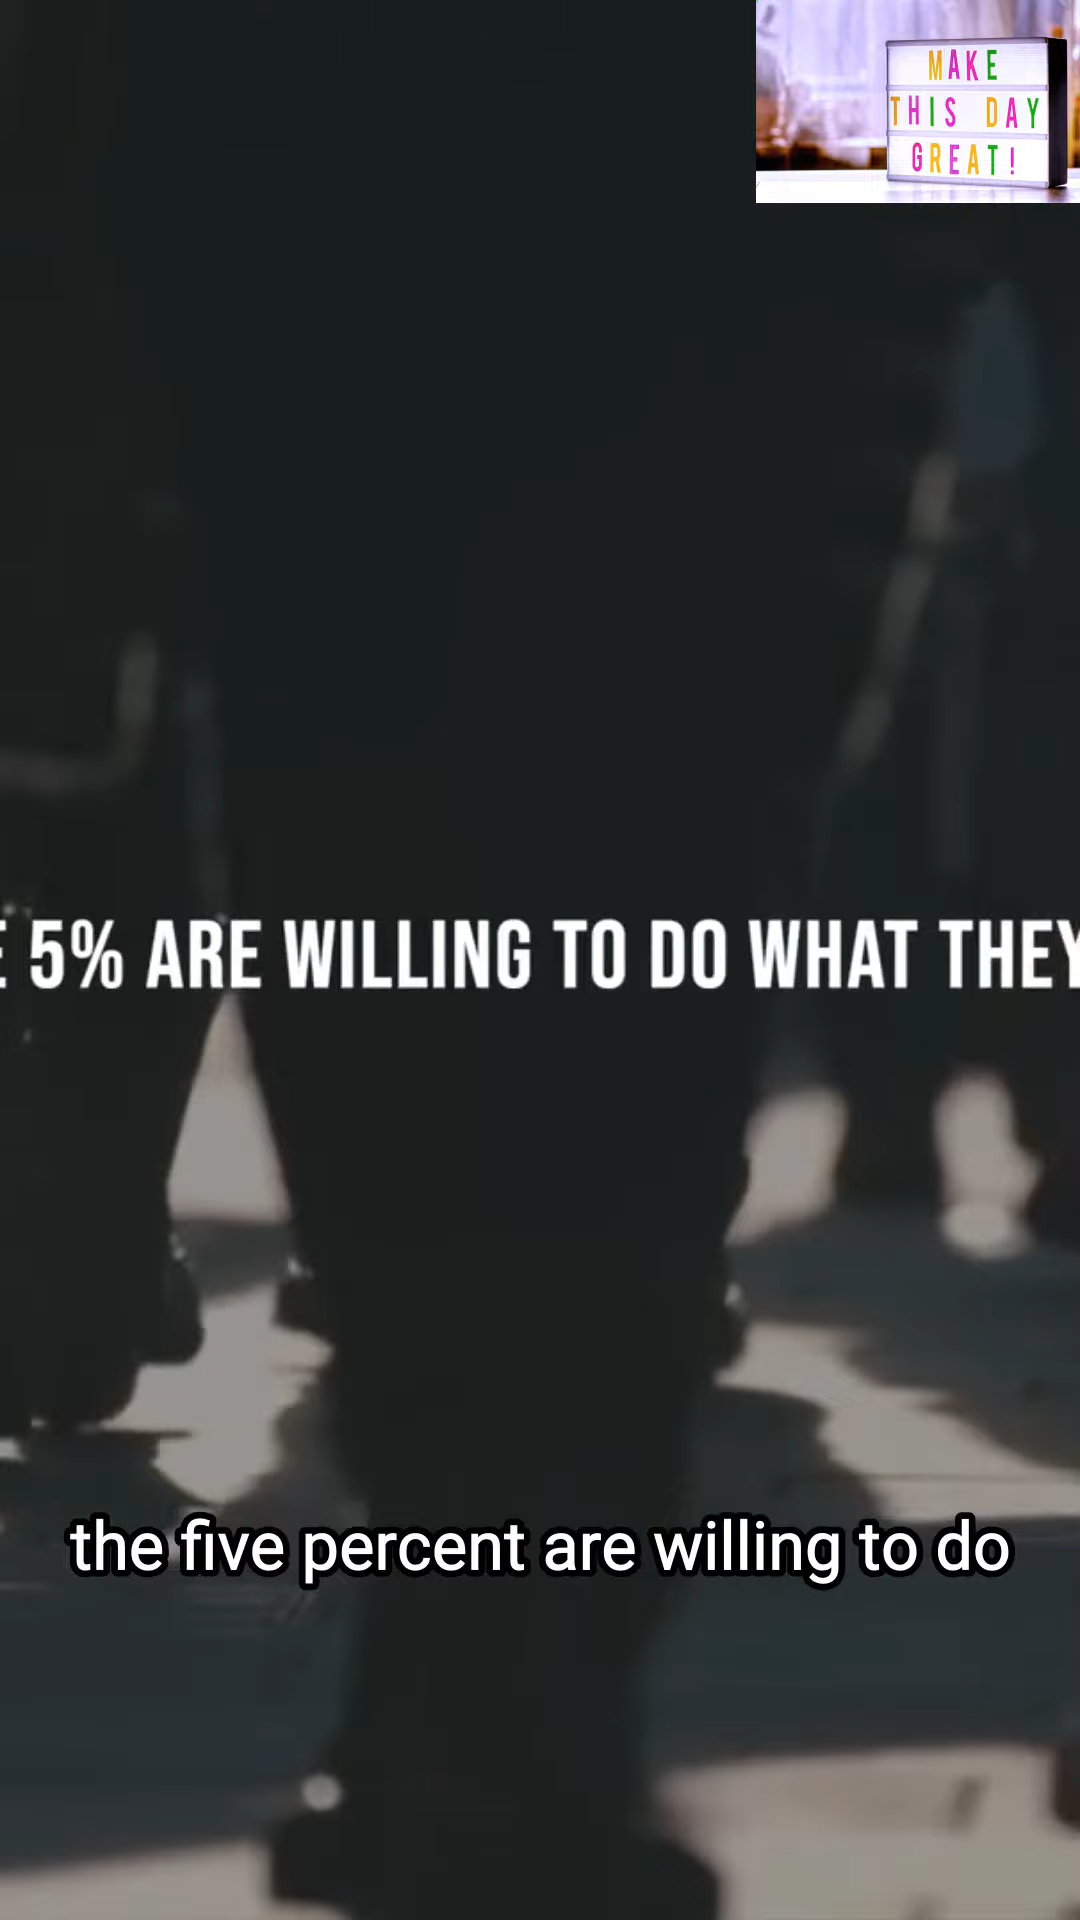 MAKE
THIS DAY
GREAT!
5% ARE WILLING TO DO WHAT THEY
the five percent are willing to do